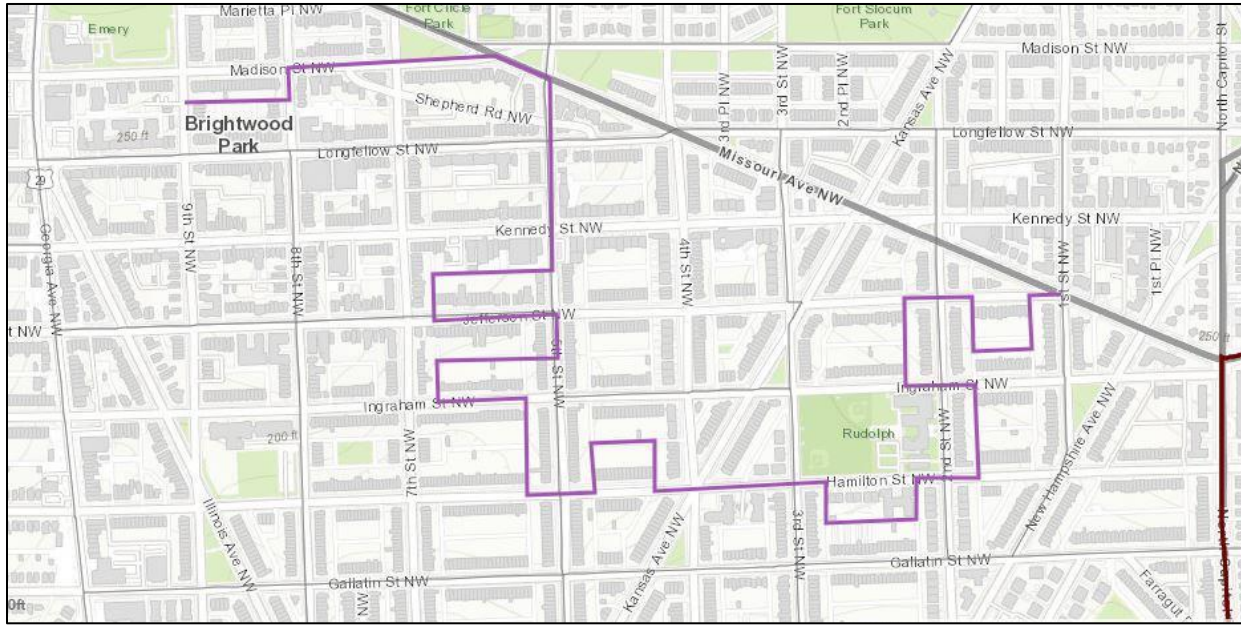 Marietta Pl NW
Fort Circle
Park
Fort Slocum
Park
Emery
Madison St NW
Madison St NW
North Capitol St
Shepherd Rd NW
3rd Pl NW
3rd St NW
2nd Pl NW
Kansas Ave NW
Brightwood
Park
250 ft
Longfellow St NW
Longfellow St NW
Missouri Ave NW
29
Georgia Ave NW
9th St NW
8th St NW
Kennedy St NW
Kennedy St NW
4th St NW
1st St NW
1st Pl NW
t NW
Jefferson St NW
250 ft
Ingraham St NW
Ingraham St NW
200 ft
7th St NW
Rudolph
2nd St NW
Hamilton St NW
New Hampshire Ave NW
Illinois Ave NW
Kansas Ave NW
3rd St NW
Gallatin St NW
Gallatin St NW
NW
0ft
Farragut